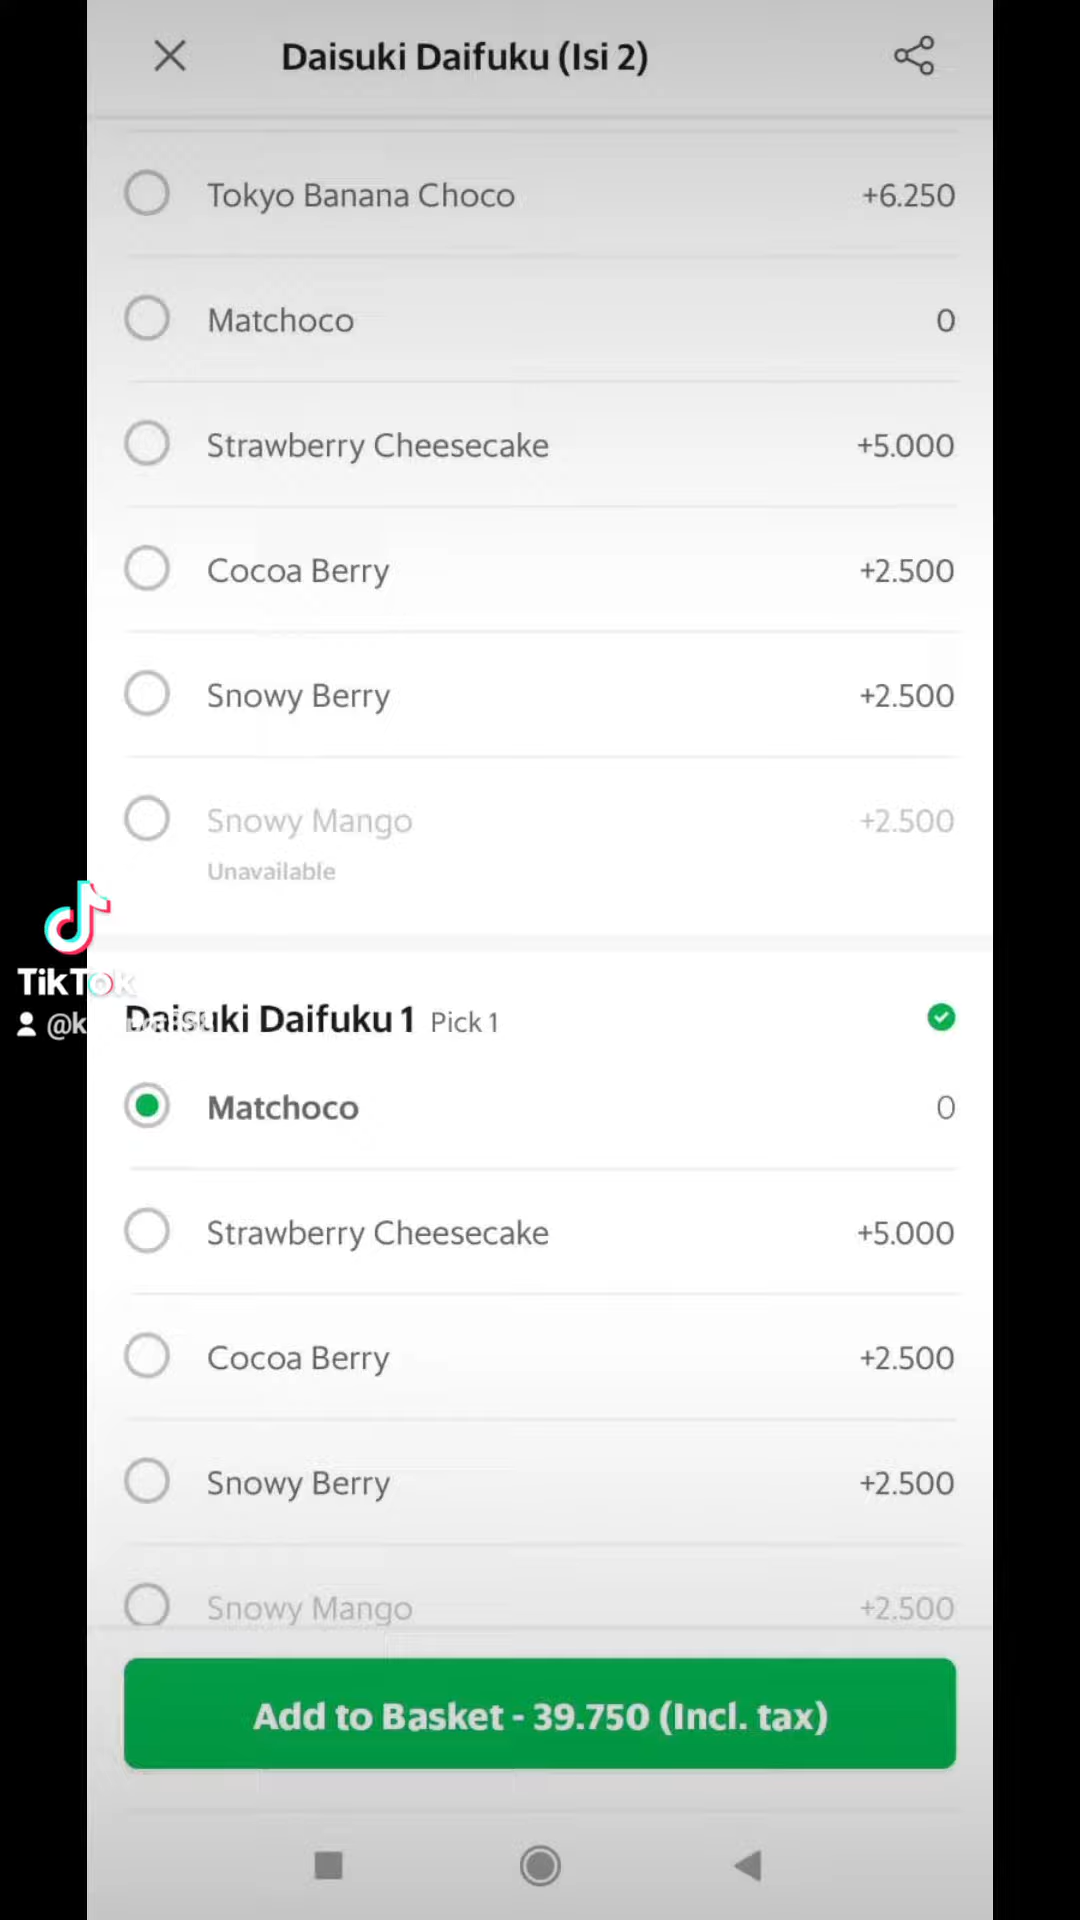 Daisuki Daifuku (Isi 2)
Tokyo Banana Choco +6.250
Matchoco 0
Strawberry Cheesecake +5.000
Cocoa Berry +2.500
Snowy Berry +2.500
Snowy Mango +2.500
Unavailable
TikTok
Daisuki Daifuku 1 Pick 1
Matchoco 0
Strawberry Cheesecake +5.000
Cocoa Berry +2.500
Snowy Berry +2.500
Snowy Mango +2.500
Add to Basket - 39.750 (Incl. tax)